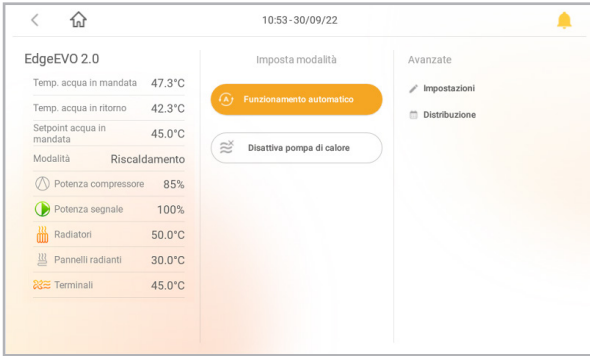 10:53-30/09/22
EdgeEVO 2.0
Temp. acqua in mandata 47.3°C
Temp. acqua in ritorno 42.3°C
Setpoint acqua in
mandata 45.0°C
Modalità Riscaldamento
Potenza compressore 85%
Potenza segnale 100%
Radiatori 50.0°C
Pannelli radianti 30.0°C
Terminali 45.0°C
Imposta modalità
A Funzionamento automatico
Disattiva pompa di calore
Avanzate
Impostazioni
Distribuzione